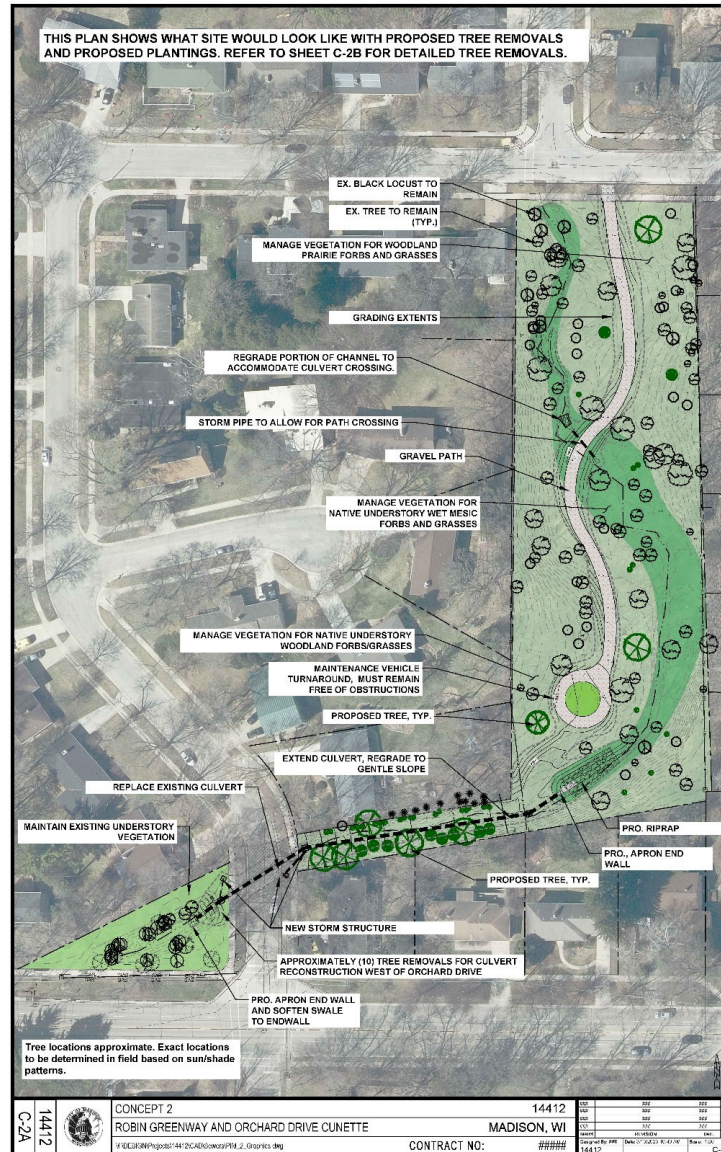 THIS PLAN SHOWS WHAT SITE WOULD LOOK LIKE WITH PROPOSED TREE REMOVALS
AND PROPOSED PLANTINGS. REFER TO SHEET C-2B FOR DETAILED TREE REMOVALS.
EX. BLACK LOCUST TO
REMAIN
EX. TREE TO REMAIN
(TYP.)
MANAGE VEGETATION FOR WOODLAND
PRAIRIE FORBS AND GRASSES
GRADING EXTENTS
REGRADE PORTION OF CHANNEL TO
ACCOMMODATE CULVERT CROSSING.
STORM PIPE TO ALLOW FOR PATH CROSSING
GRAVEL PATH
MANAGE VEGETATION FOR
NATIVE UNDERSTORY WET MESIC
FORBS AND GRASSES
MANAGE VEGETATION FOR NATIVE UNDERSTORY
WOODLAND FORBS/GRASSES
MAINTENANCE VEHICLE
TURNAROUND, MUST REMAIN
FREE OF OBSTRUCTIONS
PROPOSED TREE, TYP.
EXTEND CULVERT, REGRADE TO
GENTLE SLOPE
REPLACE EXISTING CULVERT
MAINTAIN EXISTING UNDERSTORY
VEGETATION
PRO. RIPRAP
PRO., APRON END
WALL
PROPOSED TREE, TYP.
NEW STORM STRUCTURE
APPROXIMATELY (10) TREE REMOVALS FOR CULVERT
RECONSTRUCTION WEST OF ORCHARD DRIVE
PRO. APRON END WALL
AND SOFTEN SWALE
TO ENDWALL
Tree locations approximate. Exact locations
to be determined in field based on sun/shade
patterns.
C-2A
14412
CONCEPT 2
14412
ROBIN GREENWAY AND ORCHARD DRIVE CUNETTE
MADISON, WI
CONTRACT NO: #####
REVISION
14412